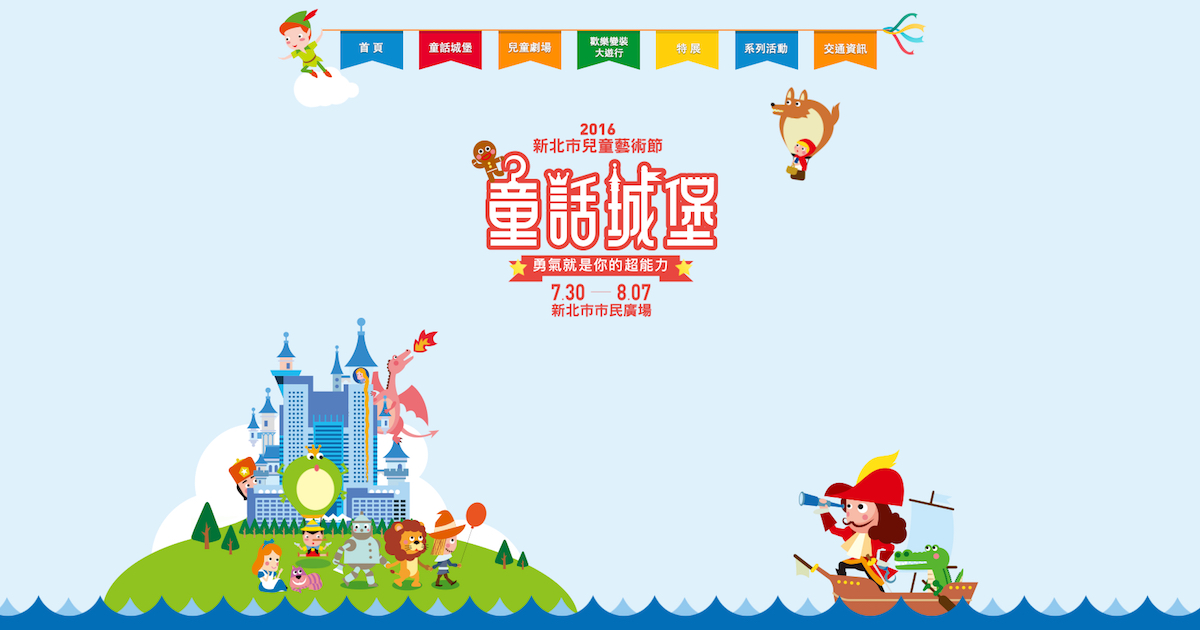 首頁
童話城堡
兒童劇場
歡樂變裝
大遊行
特展
系列活動
交通資訊
2016
新北市兒童藝術節
童話城堡
勇氣就是你的超能力
7.30 — 8.07
新北市市民廣場